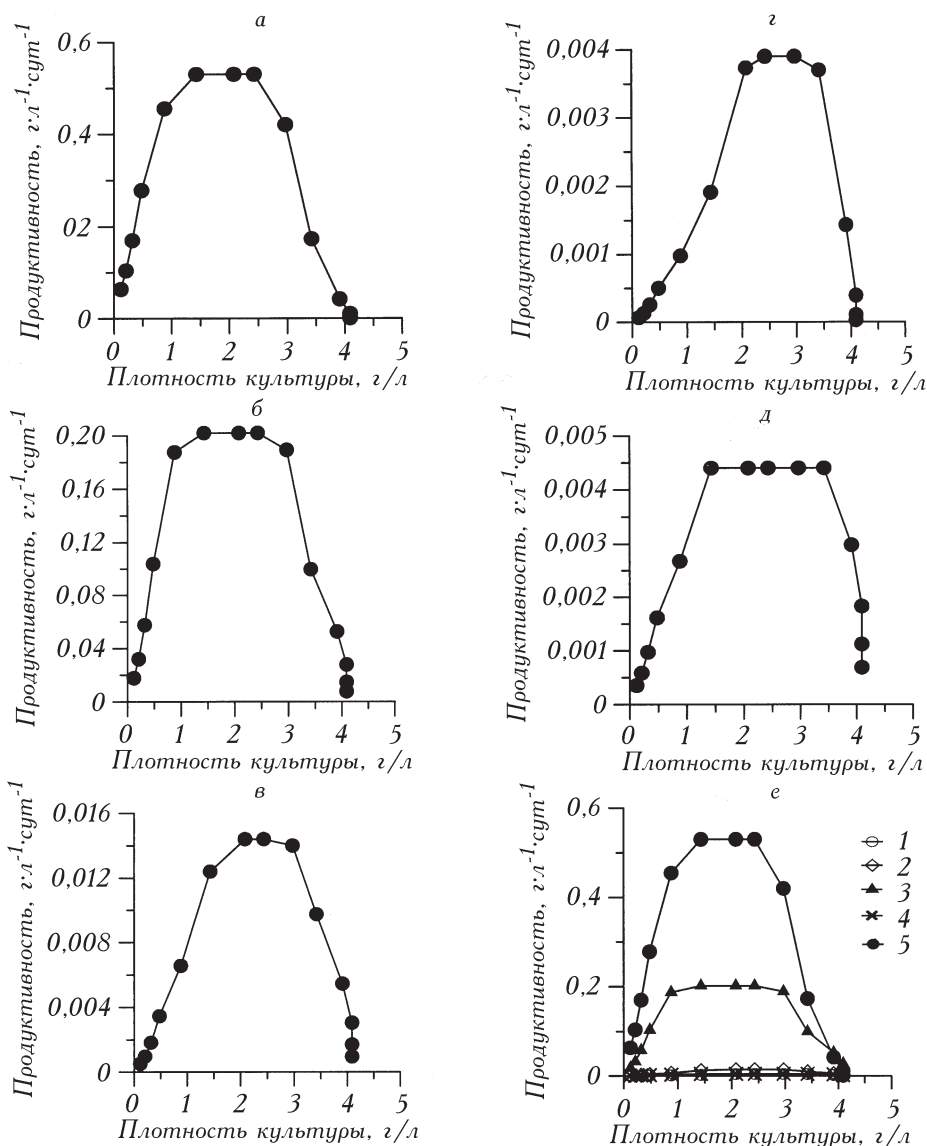 а
Продуктивность, г·л⁻¹·сут⁻¹
0,6
0,4
02
0
0 1 2 3 4 5
Плотность культуры, г/л
г
Продуктивность, г·л⁻¹·сут⁻¹
0,004
0,003
0,002
0,001
0
0 1 2 3 4 5
Плотность культуры, г/л
б
Продуктивность, г·л⁻¹·сут⁻¹
0,20
0,16
0,12
0,08
0,04
0
0 1 2 3 4 5
Плотность культуры, г/л
д
Продуктивность, г·л⁻¹·сут⁻¹
0,005
0,004
0,003
0,002
0,001
0
0 1 2 3 4 5
Плотность культуры, г/л
в
Продуктивность, г·л⁻¹·сут⁻¹
0,016
0,012
0,008
0,004
0
0 1 2 3 4 5
Плотность культуры, г/л
е
Продуктивность, г·л⁻¹·сут⁻¹
0,6
0,4
0,2
0
0 1 2 3 4 5
Плотность культуры, г/л
1
2
3
4
5